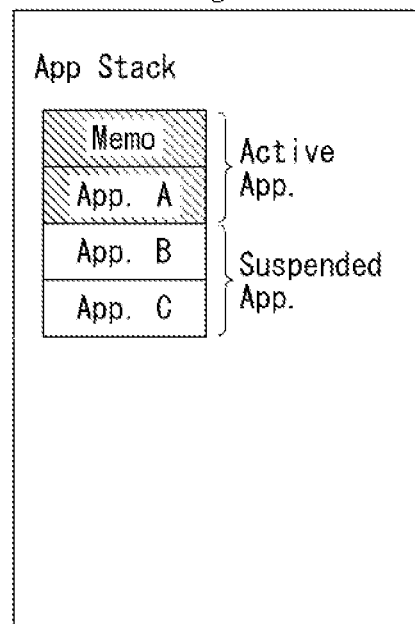 App Stack
Memo
App. A
Active
App.
App. B
App. C
Suspended
App.